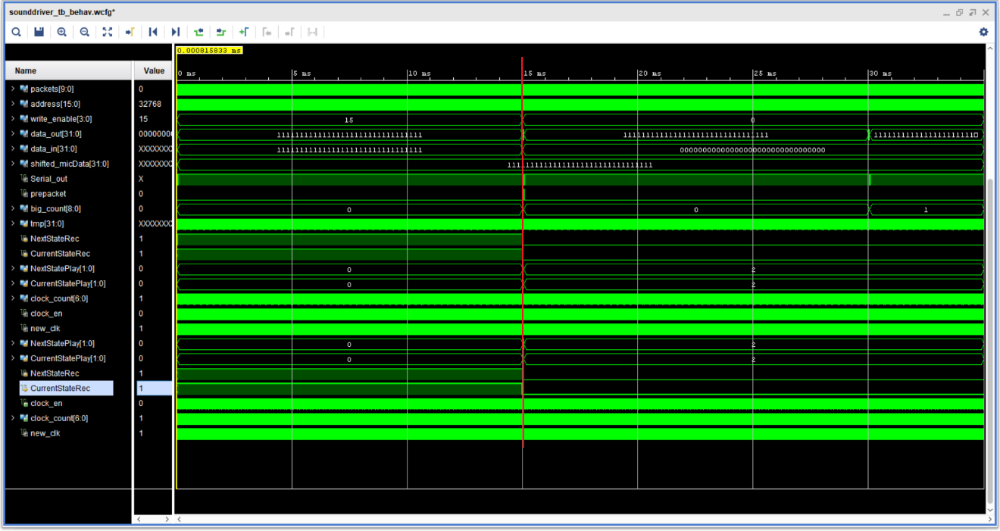 sounddriver_tb_behav.wcfg*
0.000815833 ms
Name Value 0 ms 5 ms 10 ms 15 ms 20 ms 25 ms 30 ms
packets[9:0] 0
address[15:0] 32768
write_enable[3:0] 15 15 0
data_out[31:0] 00000000 11111111111111111111111111111111 11111111111111111111111111111111
data_in[31:0] XXXXXXXX 11111111111111111111111111111111 00000000000000000000000000000000
shifted_micData[31:0] XXXXXXXX 11111111111111111111111111111111
Serial_out X
prepacket 0
big_count[8:0] 0 0 0 1
tmp[31:0] XXXXXXXX
NextStateRec 1
CurrentStateRec 1
NextStatePlay[1:0] 0 0 2
CurrentStatePlay[1:0] 0 0 2
clock_count[6:0] 1
clock_en 0
new_clk 1
NextStatePlay[1:0] 0 0 2
CurrentStatePlay[1:0] 0 0 2
NextStateRec 1
CurrentStateRec 1
clock_en 0
clock_count[6:0] 1
new_clk 1